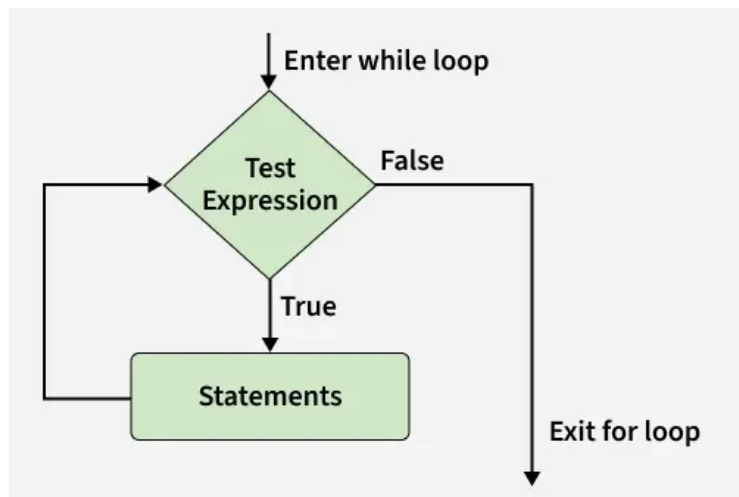 Enter while loop
Test
Expression
False
True
Statements
Exit for loop